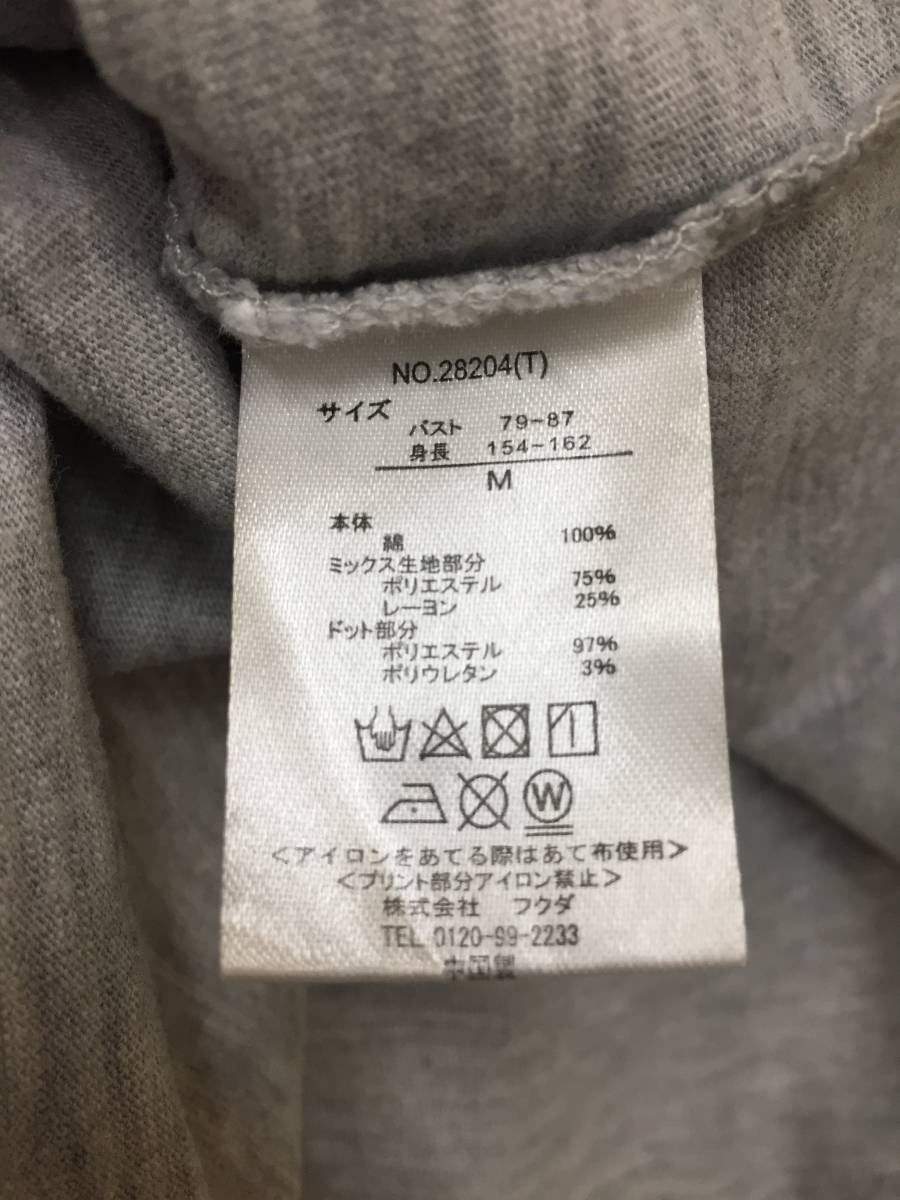 NO.28204(T)
サイズ
バスト 79-87
身長 154-162
M
本体
綿 100%
ミックス生地部分
ポリエステル 75%
レーヨン 25%
ドット部分
ポリエステル 97%
ポリウレタン 3%
W
<アイロンをあてる際はあて布使用>
<プリント部分アイロン禁止>
株式会社 フクダ
TEL 0120-99-2233
中国製